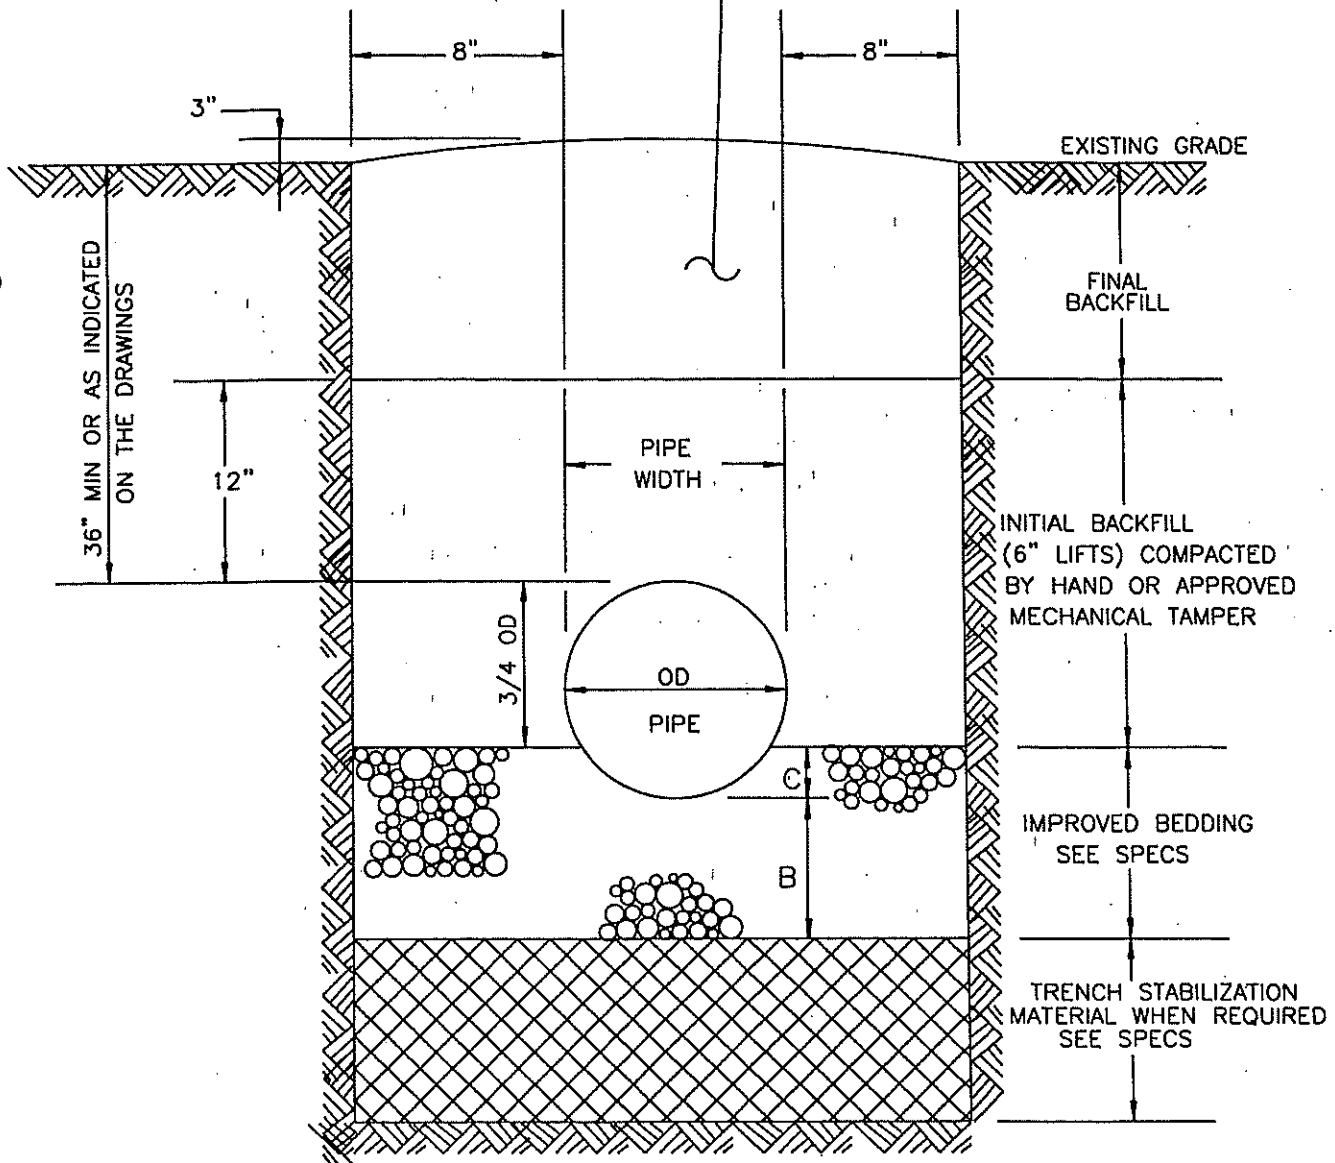 8"
8"
3"
EXISTING GRADE
36" MIN OR AS INDICATED
ON THE DRAWINGS
FINAL
BACKFILL
12"
PIPE
WIDTH
INITIAL BACKFILL
(6" LIFTS) COMPACTED
BY HAND OR APPROVED
MECHANICAL TAMPER
3/4 OD
OD
PIPE
C
B
IMPROVED BEDDING
SEE SPECS
TRENCH STABILIZATION
MATERIAL WHEN REQUIRED
SEE SPECS